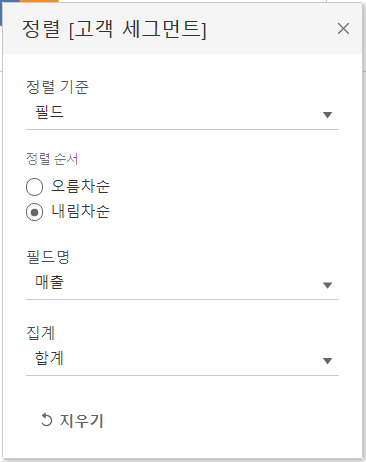 정렬 [고객 세그먼트]
정렬 기준
필드
정렬 순서
오름차순
내림차순
필드명
매출
집계
합계
지우기